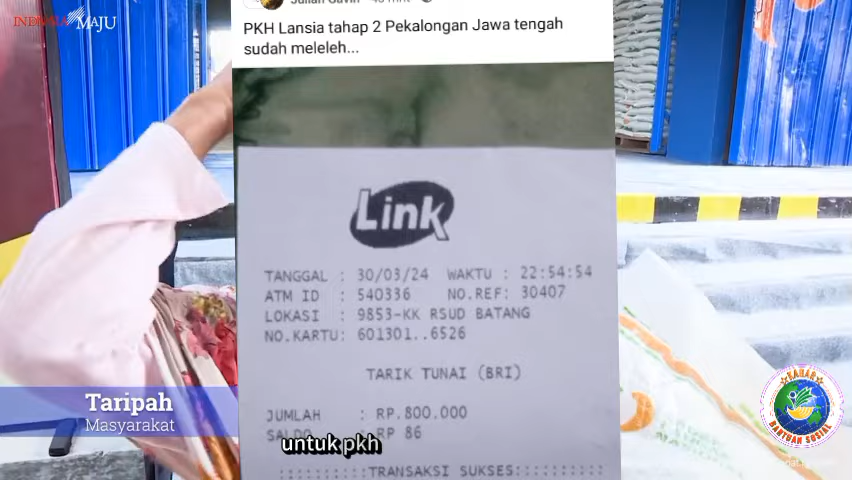 INDONESIA MAJU
PKH Lansia tahap 2 Pekalongan Jawa tengah
sudah meleleh...
Link
TANGGAL : 30/03/24 WAKTU : 22:54:54
ATM ID : 540336 NO.REF: 30407
LOKASI : 9853-KK RSUD BATANG
NO.KARTU: 601301..6526
TARIK TUNAI (BRI)
JUMLAH : RP.800.000
SALDO : RP 86
untuk pkh
::::::::::TRANSAKSI SUKSES::::::::::
Taripah
Masyarakat
KABAR
BANTUAN SOSIAL